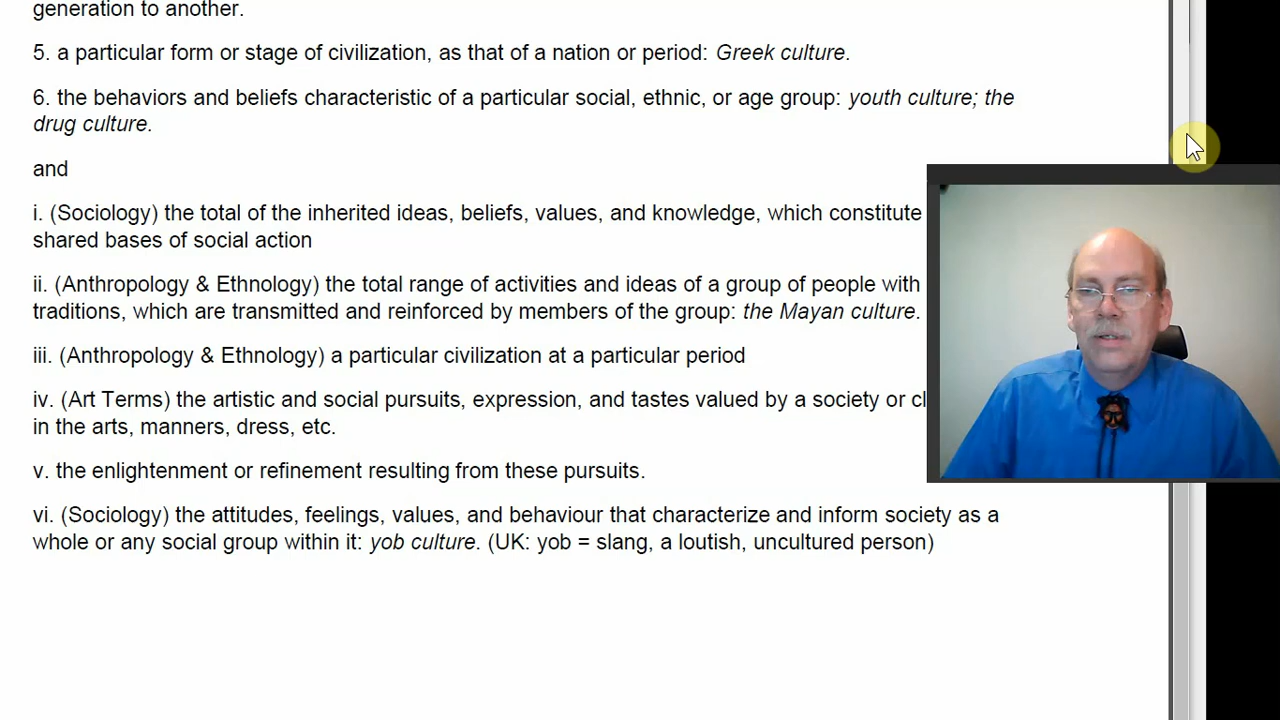 generation to another.
5. a particular form or stage of civilization, as that of a nation or period: Greek culture.
6. the behaviors and beliefs characteristic of a particular social, ethnic, or age group: youth culture; the
drug culture.
and
i. (Sociology) the total of the inherited ideas, beliefs, values, and knowledge, which constitute
shared bases of social action
ii. (Anthropology & Ethnology) the total range of activities and ideas of a group of people with
traditions, which are transmitted and reinforced by members of the group: the Mayan culture.
iii. (Anthropology & Ethnology) a particular civilization at a particular period
iv. (Art Terms) the artistic and social pursuits, expression, and tastes valued by a society or
in the arts, manners, dress, etc.
v. the enlightenment or refinement resulting from these pursuits.
vi. (Sociology) the attitudes, feelings, values, and behaviour that characterize and inform society as a
whole or any social group within it: yob culture. (UK: yob = slang, a loutish, uncultured person)